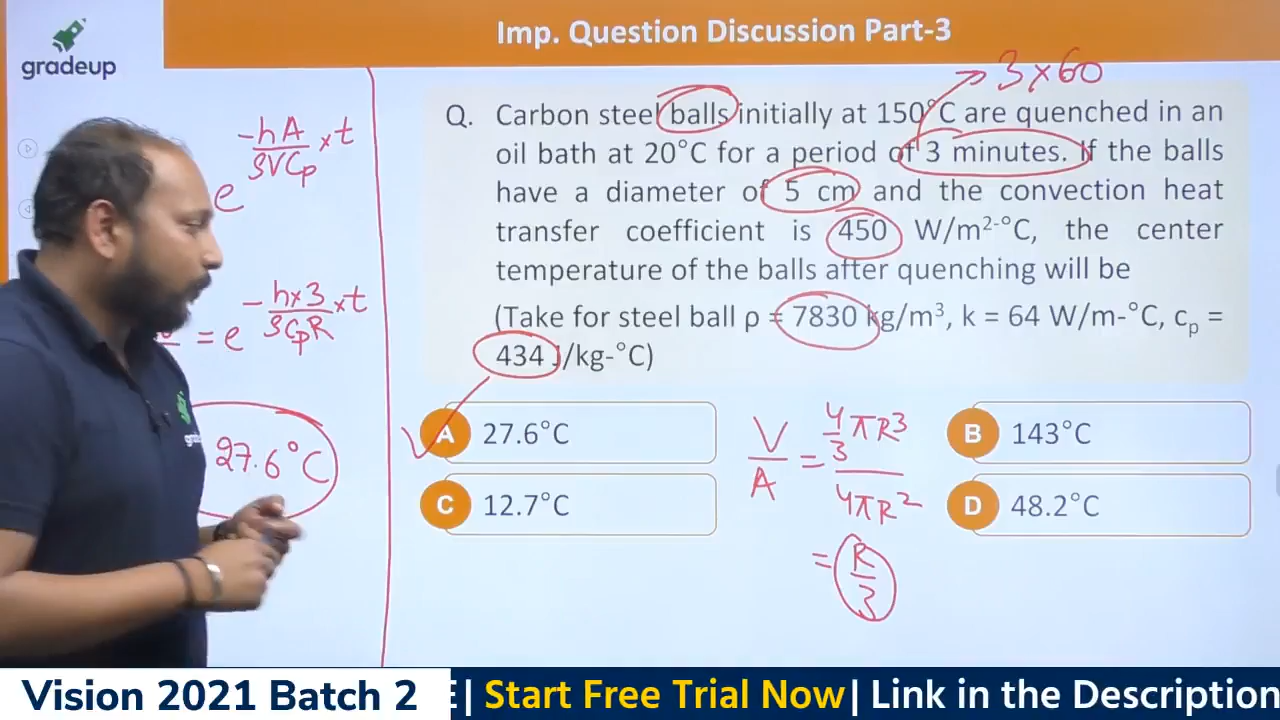 Imp. Question Discussion Part-3
gradeup
3 × 60
Q. Carbon steel balls initially at 150°C are quenched in an
oil bath at 20°C for a period of 3 minutes. If the balls
have a diameter of 5 cm and the convection heat
transfer coefficient is 450 W/m²-°C, the center
temperature of the balls after quenching will be
(Take for steel ball ρ = 7830 kg/m³, k = 64 W/m-°C, cp =
434 J/kg-°C)
A 27.6°C
B 143°C
C 12.7°C
D 48.2°C
e^(-hA/ρVCp × t)
= e^(-h×3/ρCpR × t)
27.6°C
V/A = 4/3 πR³ / 4πR²
= R/3
Vision 2021 Batch 2
| Start Free Trial Now | Link in the Description